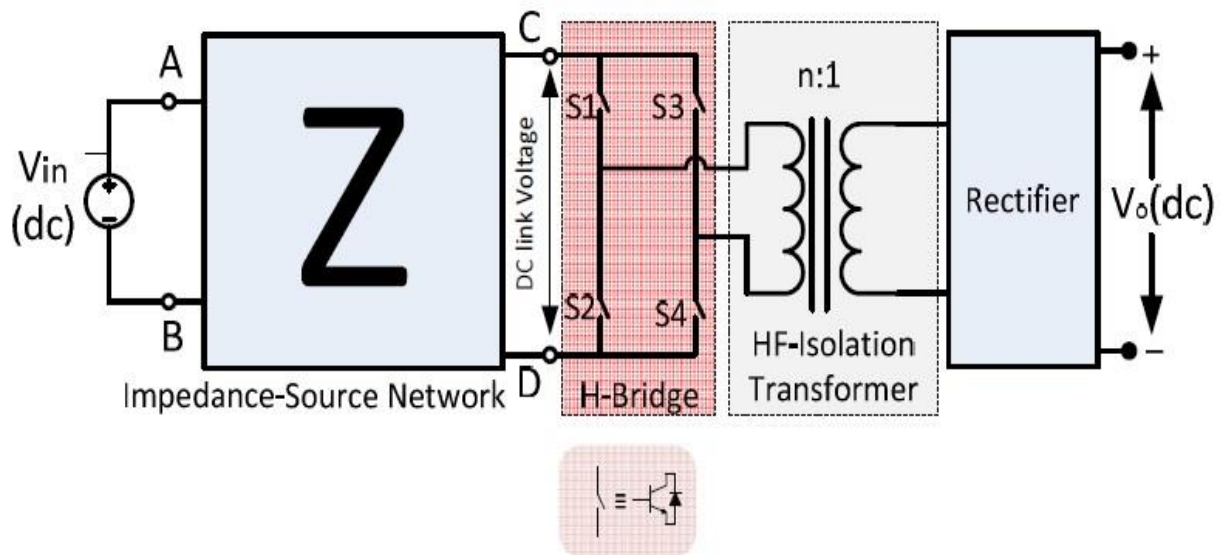 A
B
Vin
(dc)
+
-
Z
Impedance-Source Network
C
D
DC link Voltage
S1
S3
S2
S4
H-Bridge
n:1
HF-Isolation
Transformer
Rectifier
+
Vδ(dc)
−
≡